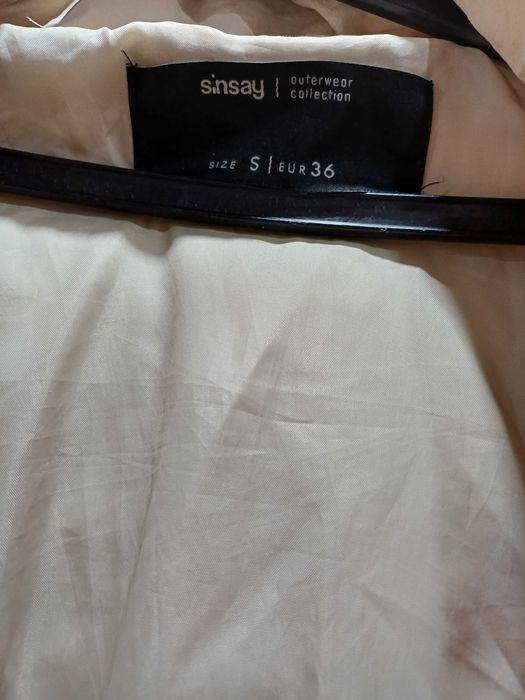 sinsay | outerwear
collection
SIZE S | EUR 36